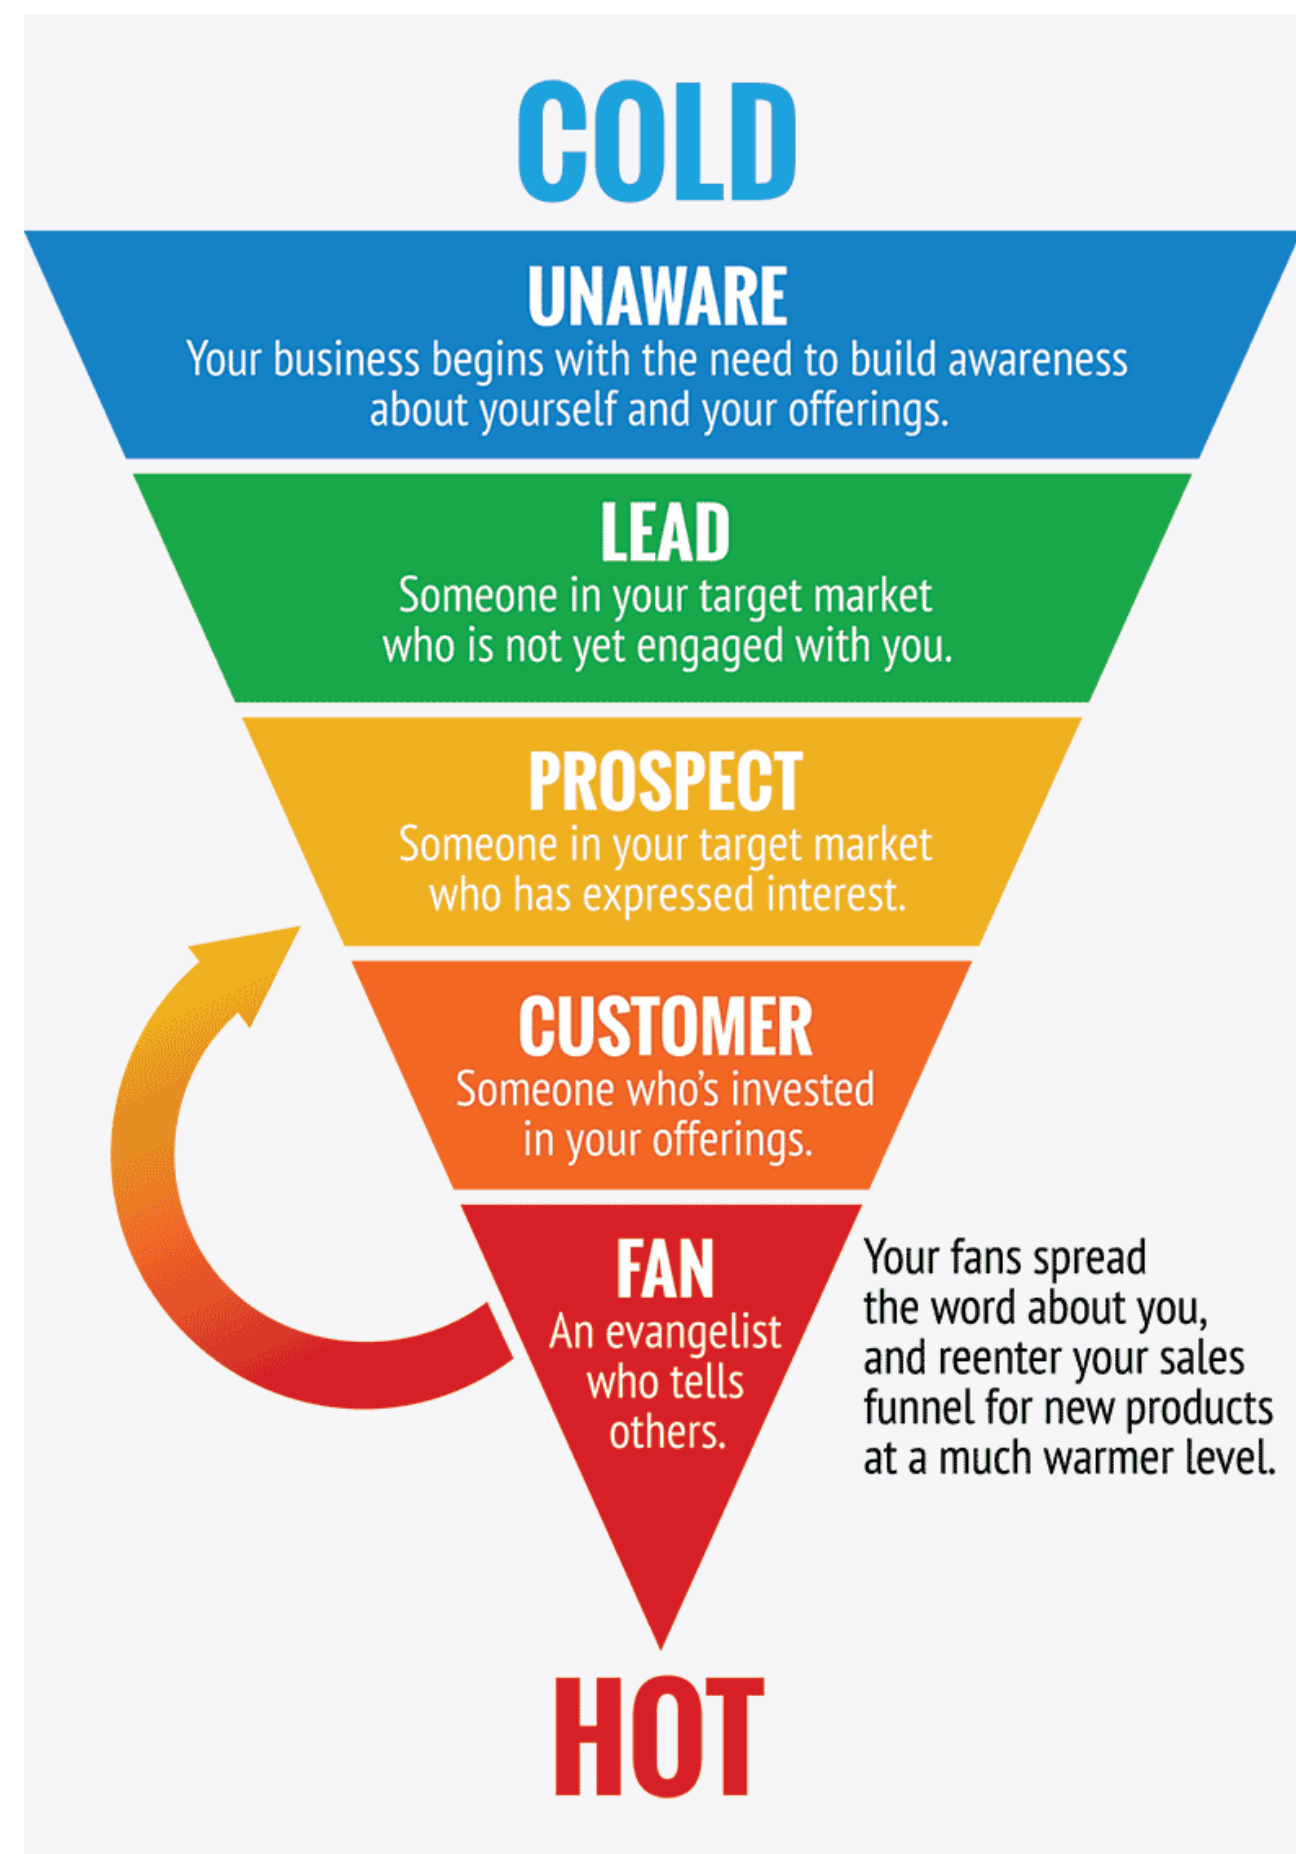 COLD
UNAWARE
Your business begins with the need to build awareness
about yourself and your offerings.
LEAD
Someone in your target market
who is not yet engaged with you.
PROSPECT
Someone in your target market
who has expressed interest.
CUSTOMER
Someone who's invested
in your offerings.
FAN
An evangelist
who tells
others.
Your fans spread
the word about you,
and reenter your sales
funnel for new products
at a much warmer level.
HOT